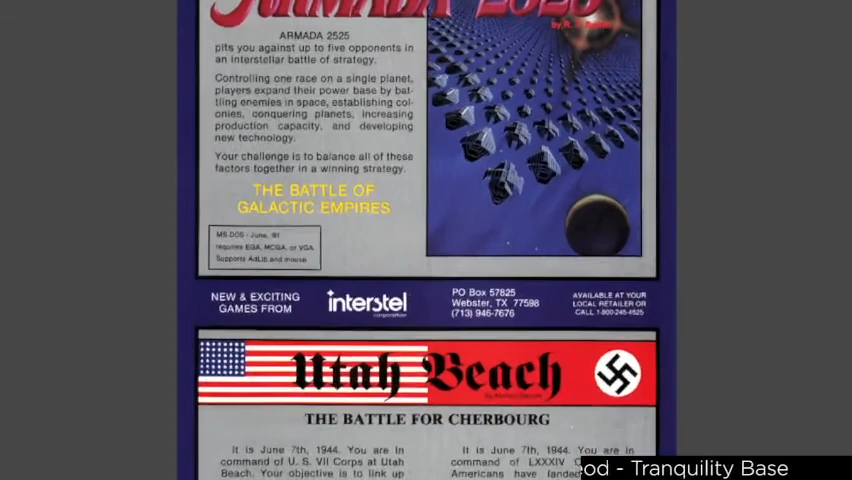 ARMADA 2525
ARMADA 2525
pits you against up to five opponents in
an interstellar battle of strategy.
Controlling one race on a single planet,
players expand their power base by bat-
tling enemies in space, establishing col-
onies, conquering planets, increasing
production capacity, and developing
new technology.
Your challenge is to balance all of these
factors together in a winning strategy.
THE BATTLE OF
GALACTIC EMPIRES
MS DOS - June, '91
requires EGA, MCGA, or VGA
Supports AdLib and mouse
NEW & EXCITING
GAMES FROM
interstel
corporation
PO Box 57825
Webster, TX 77598
(713) 946-7676
AVAILABLE AT YOUR
LOCAL RETAILER OR
CALL 1-800-245-4525
Utah Beach
THE BATTLE FOR CHERBOURG
It is June 7th, 1944. You are in
command of U. S. VII Corps at Utah
Beach. Your objective is to link up
It is June 7th, 1944. You are in
command of LXXXIV
Americans have landed
od - Tranquility Base